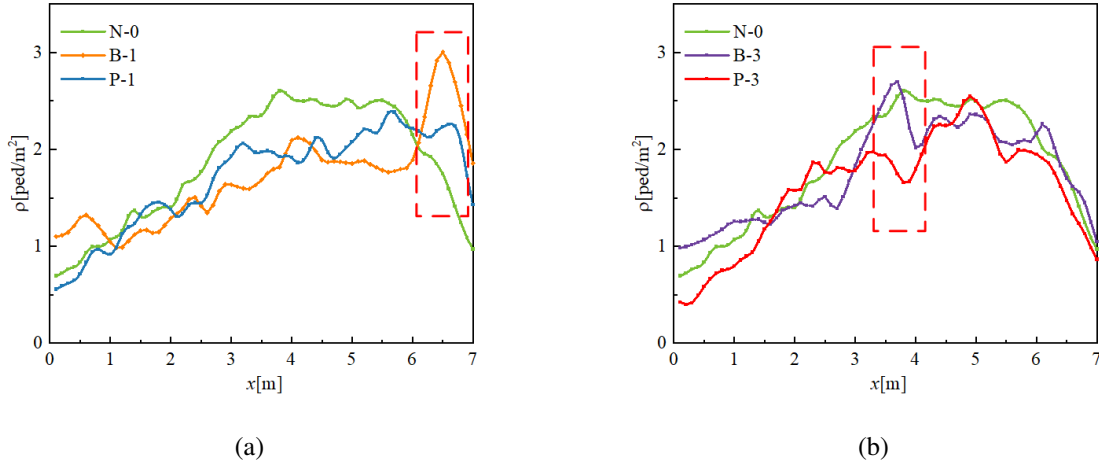 N-0
B-1
P-1
3
2
1
0
ρ[ped/m²]
0 1 2 3 4 5 6 7
x[m]
(a)
N-0
B-3
P-3
3
2
1
0
ρ[ped/m²]
0 1 2 3 4 5 6 7
x[m]
(b)